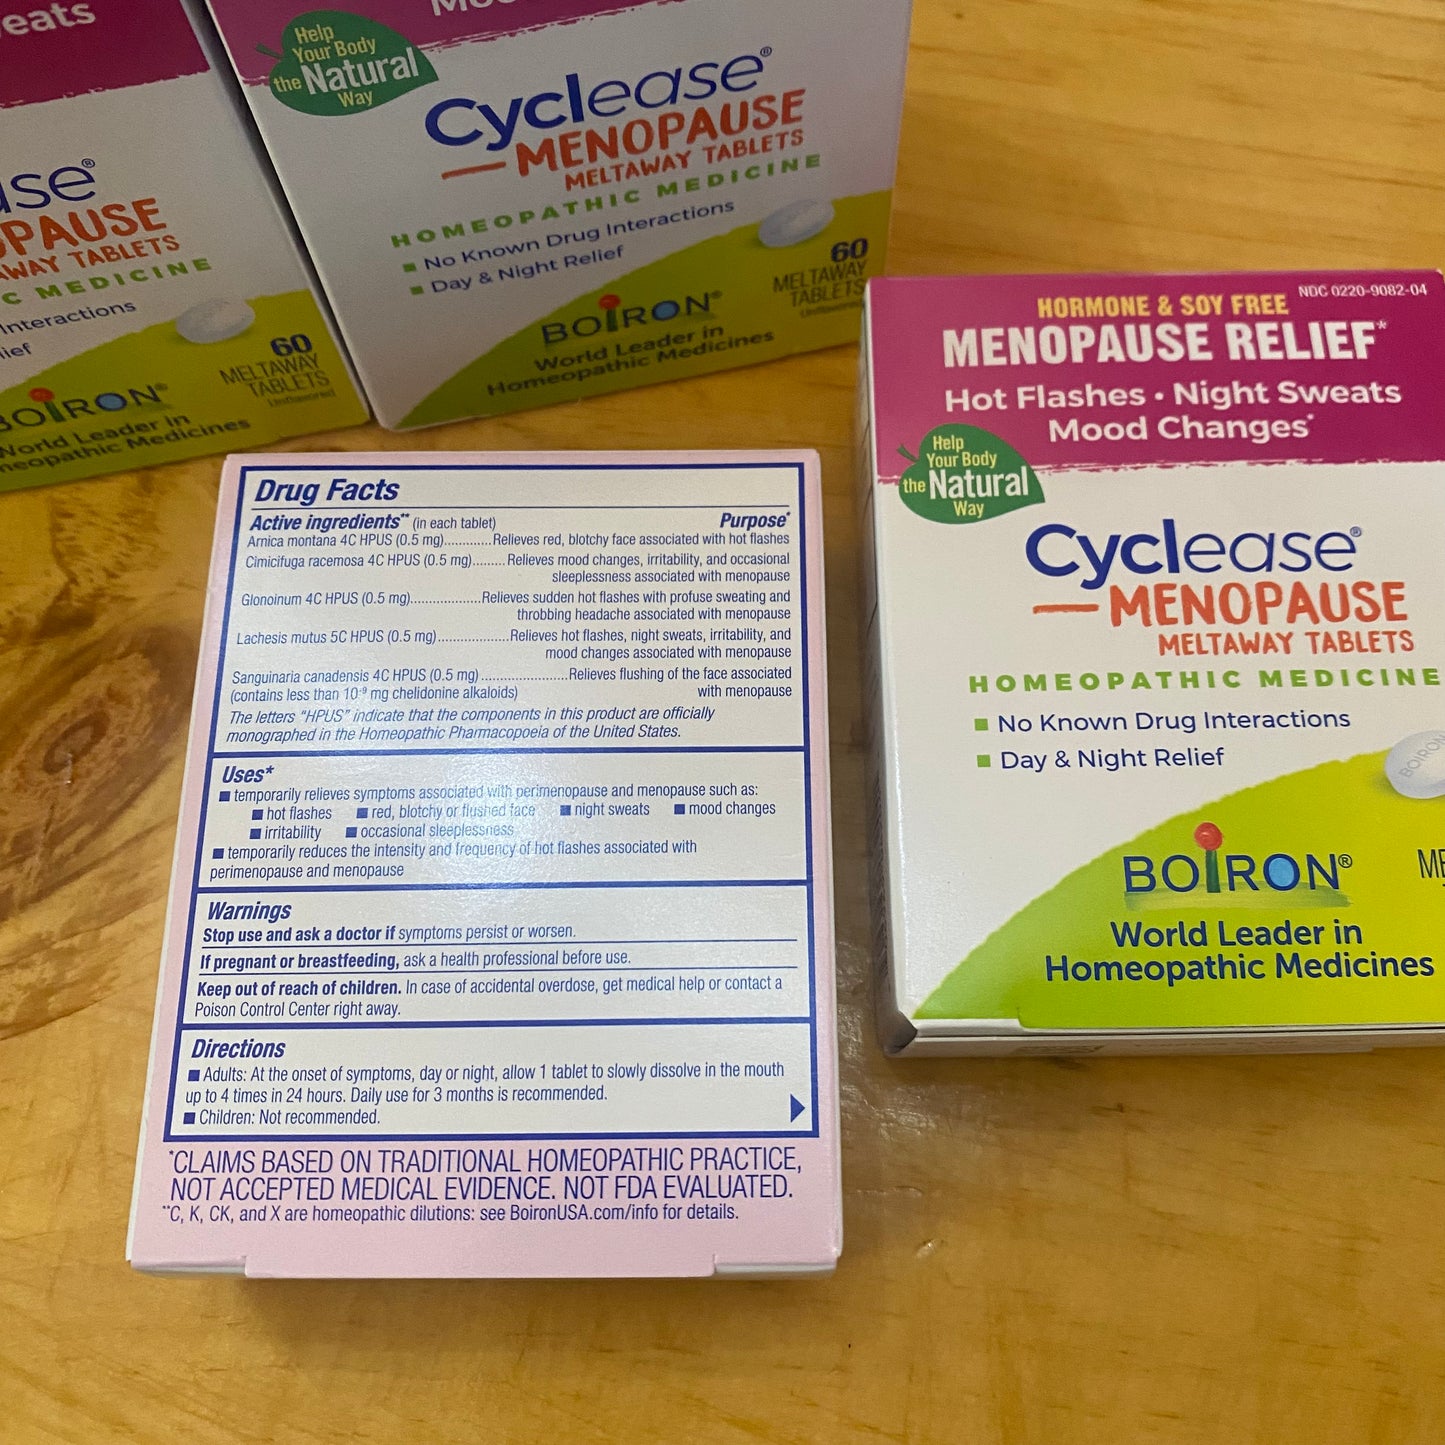 eats
ase®
OPAUSE
AWAY TABLETS
C MEDICINE
Interactions
lief
60
MELTAWAY
TABLETS
Unflavored
BOIRON®
World Leader in
meopathic Medicines
Help
Your Body
the Natural
Way
Cyclease®
MENOPAUSE
MELTAWAY TABLETS
HOMEOPATHIC MEDICINE
■ No Known Drug Interactions
■ Day & Night Relief
60
MELTAWAY
TABLETS
Unflavored
BOIRON®
World Leader in
Homeopathic Medicines
HORMONE & SOY FREE
NDC 0220-9082-04
MENOPAUSE RELIEF*
Hot Flashes • Night Sweats
Mood Changes*
Help
Your Body
the Natural
Way
Cyclease®
MENOPAUSE
MELTAWAY TABLETS
HOMEOPATHIC MEDICINE
■ No Known Drug Interactions
■ Day & Night Relief
BOIRON
BOIRON®
World Leader in
Homeopathic Medicines
Drug Facts
Active ingredients** (in each tablet) Purpose*
Arnica montana 4C HPUS (0.5 mg)............Relieves red, blotchy face associated with hot flashes
Cimicifuga racemosa 4C HPUS (0.5 mg).........Relieves mood changes, irritability, and occasional
sleeplessness associated with menopause
Glonoinum 4C HPUS (0.5 mg)...................Relieves sudden hot flashes with profuse sweating and
throbbing headache associated with menopause
Lachesis mutus 5C HPUS (0.5 mg)...................Relieves hot flashes, night sweats, irritability, and
mood changes associated with menopause
Sanguinaria canadensis 4C HPUS (0.5 mg)......................Relieves flushing of the face associated
(contains less than 10⁻⁹ mg chelidonine alkaloids) with menopause
The letters "HPUS" indicate that the components in this product are officially
monographed in the Homeopathic Pharmacopoeia of the United States.
Uses*
■ temporarily relieves symptoms associated with perimenopause and menopause such as:
■ hot flashes ■ red, blotchy or flushed face ■ night sweats ■ mood changes
■ irritability ■ occasional sleeplessness
■ temporarily reduces the intensity and frequency of hot flashes associated with
perimenopause and menopause
Warnings
Stop use and ask a doctor if symptoms persist or worsen.
If pregnant or breastfeeding, ask a health professional before use.
Keep out of reach of children. In case of accidental overdose, get medical help or contact a
Poison Control Center right away.
Directions
■ Adults: At the onset of symptoms, day or night, allow 1 tablet to slowly dissolve in the mouth
up to 4 times in 24 hours. Daily use for 3 months is recommended.
■ Children: Not recommended.
*CLAIMS BASED ON TRADITIONAL HOMEOPATHIC PRACTICE,
NOT ACCEPTED MEDICAL EVIDENCE. NOT FDA EVALUATED.
**C, K, CK, and X are homeopathic dilutions: see BoironUSA.com/info for details.